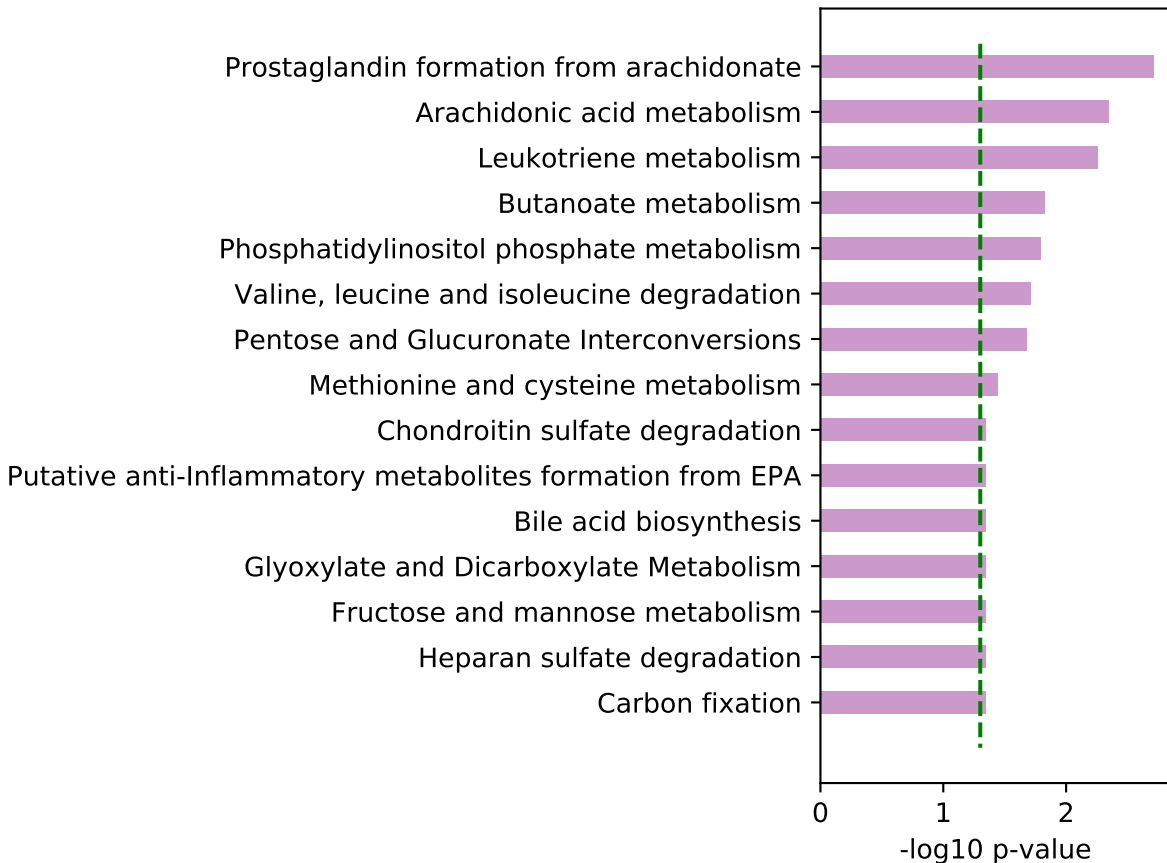 Prostaglandin formation from arachidonate
Arachidonic acid metabolism
Leukotriene metabolism
Butanoate metabolism
Phosphatidylinositol phosphate metabolism
Valine, leucine and isoleucine degradation
Pentose and Glucuronate Interconversions
Methionine and cysteine metabolism
Chondroitin sulfate degradation
Putative anti-Inflammatory metabolites formation from EPA
Bile acid biosynthesis
Glyoxylate and Dicarboxylate Metabolism
Fructose and mannose metabolism
Heparan sulfate degradation
Carbon fixation
0 1 2
-log10 p-value